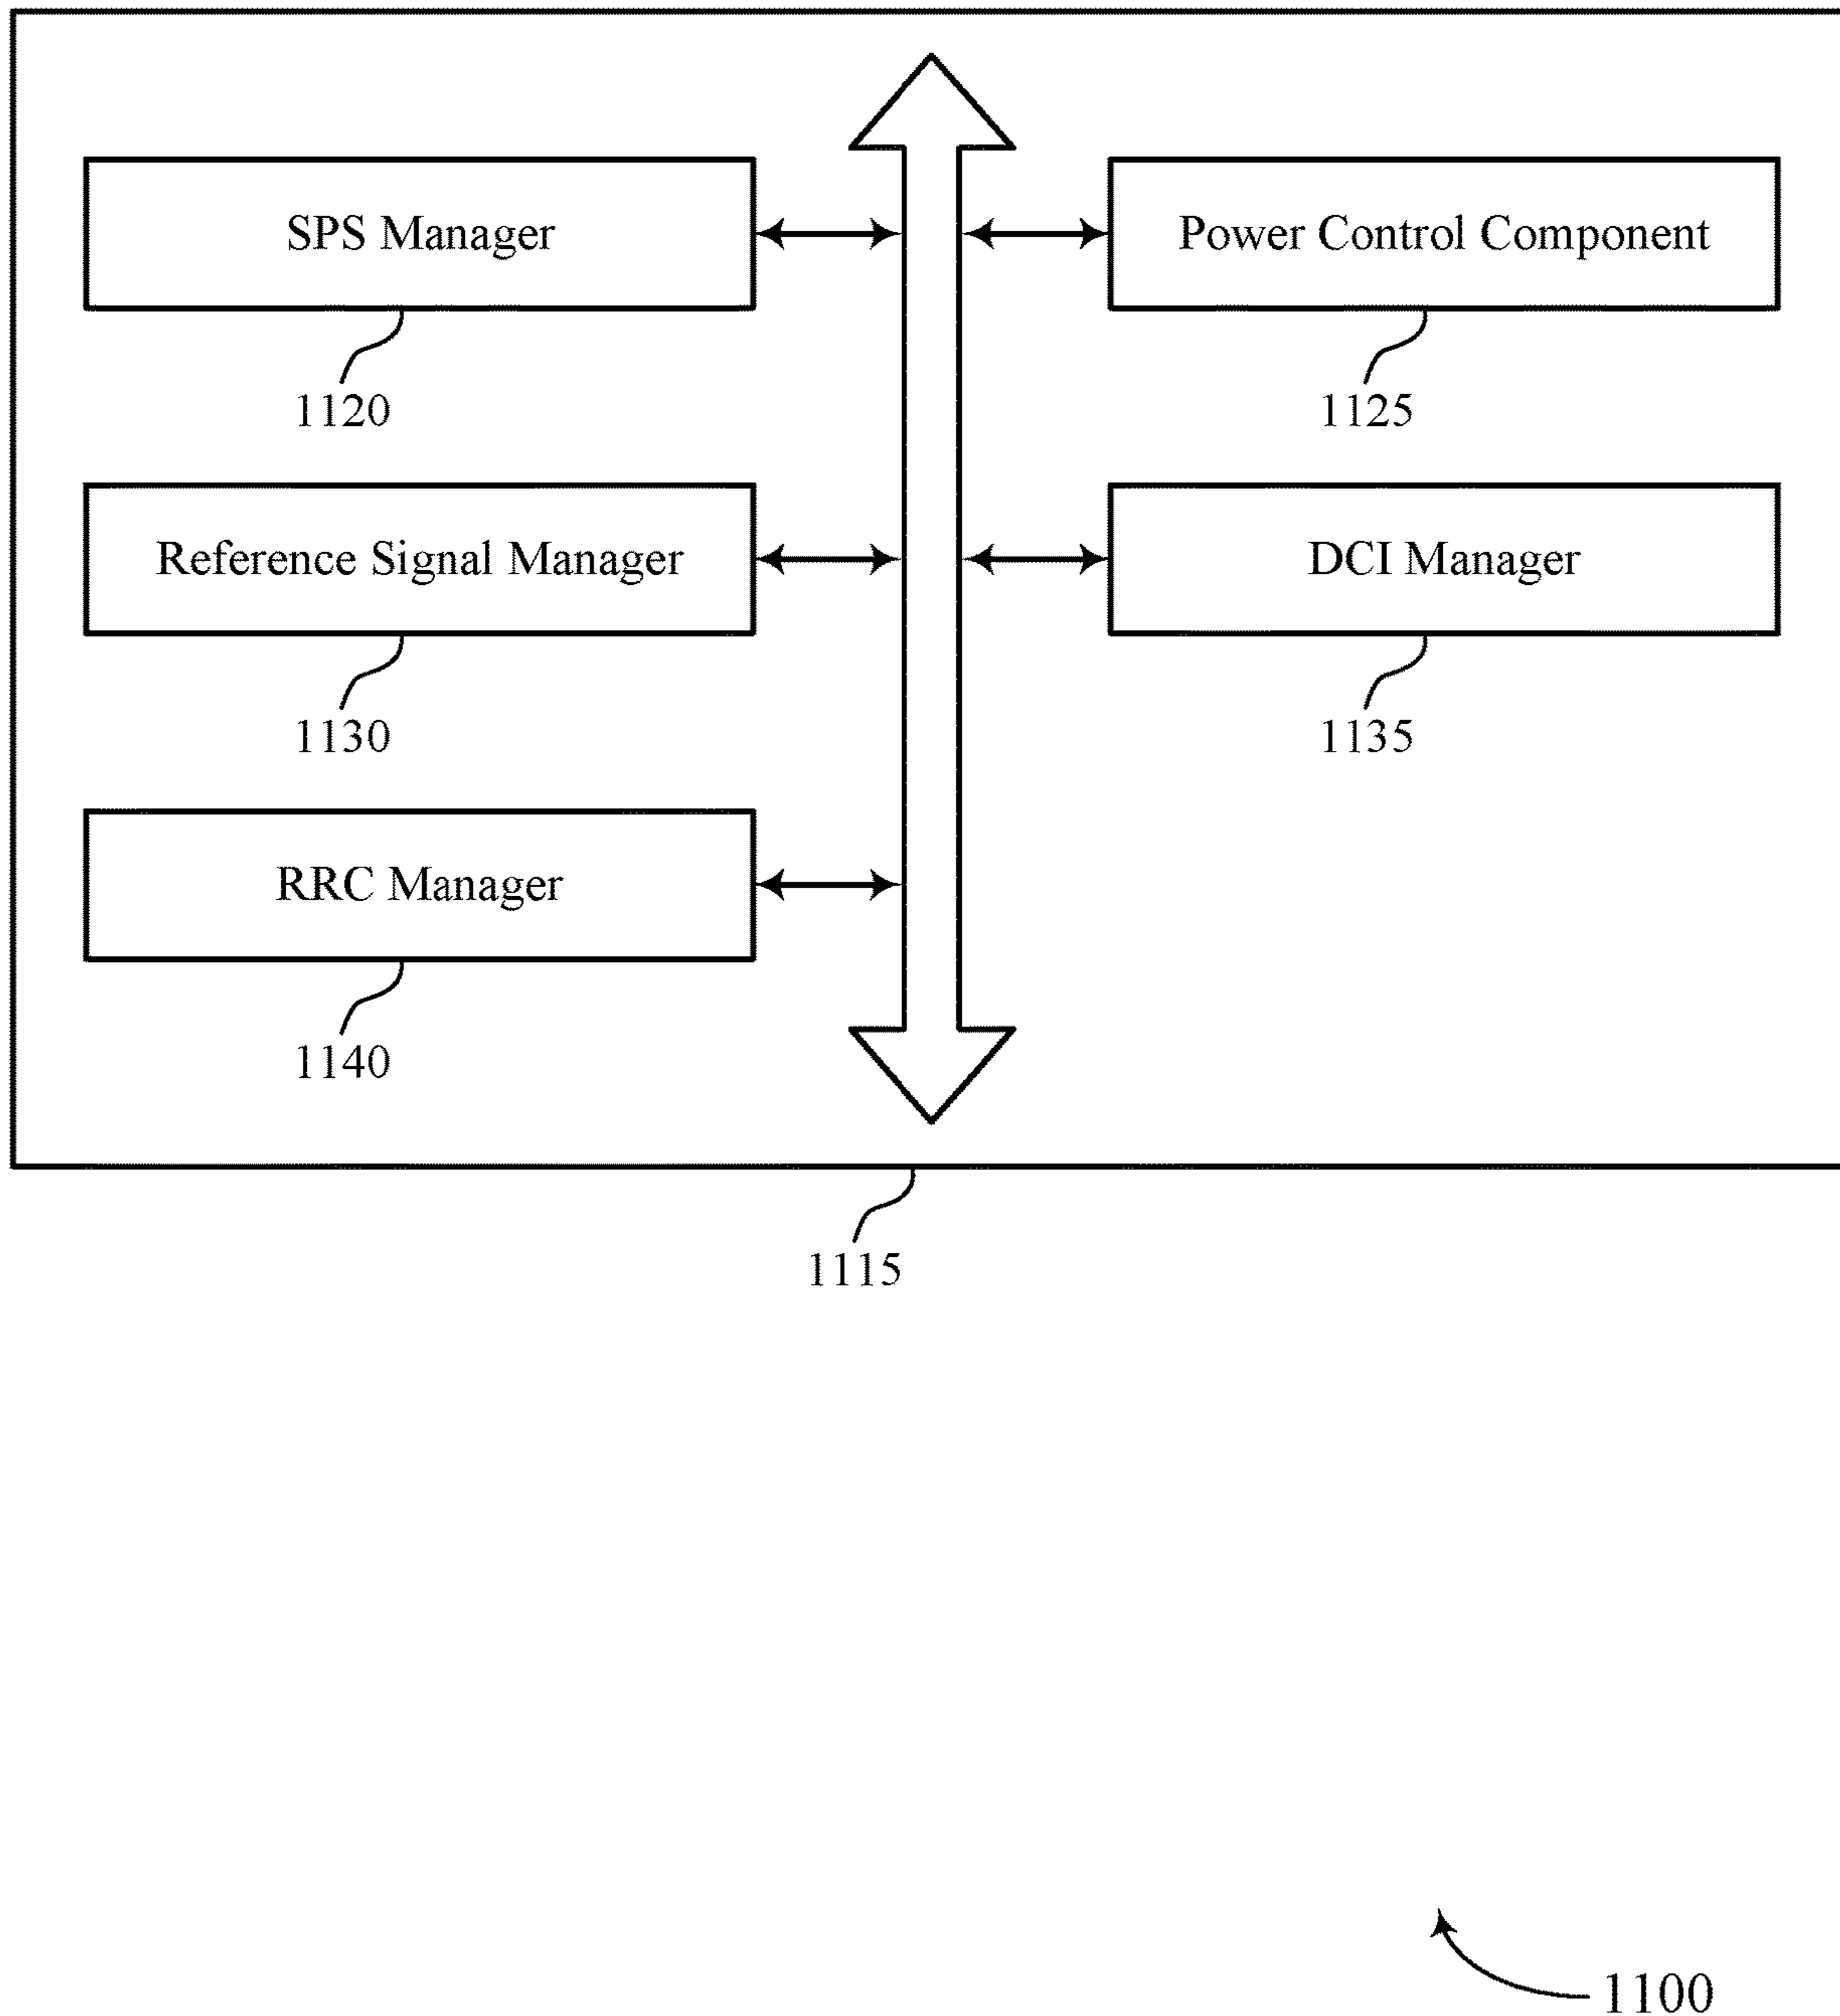 SPS Manager
Power Control Component
1120
1125
Reference Signal Manager
DCI Manager
1130
1135
RRC Manager
1140
1115
1100